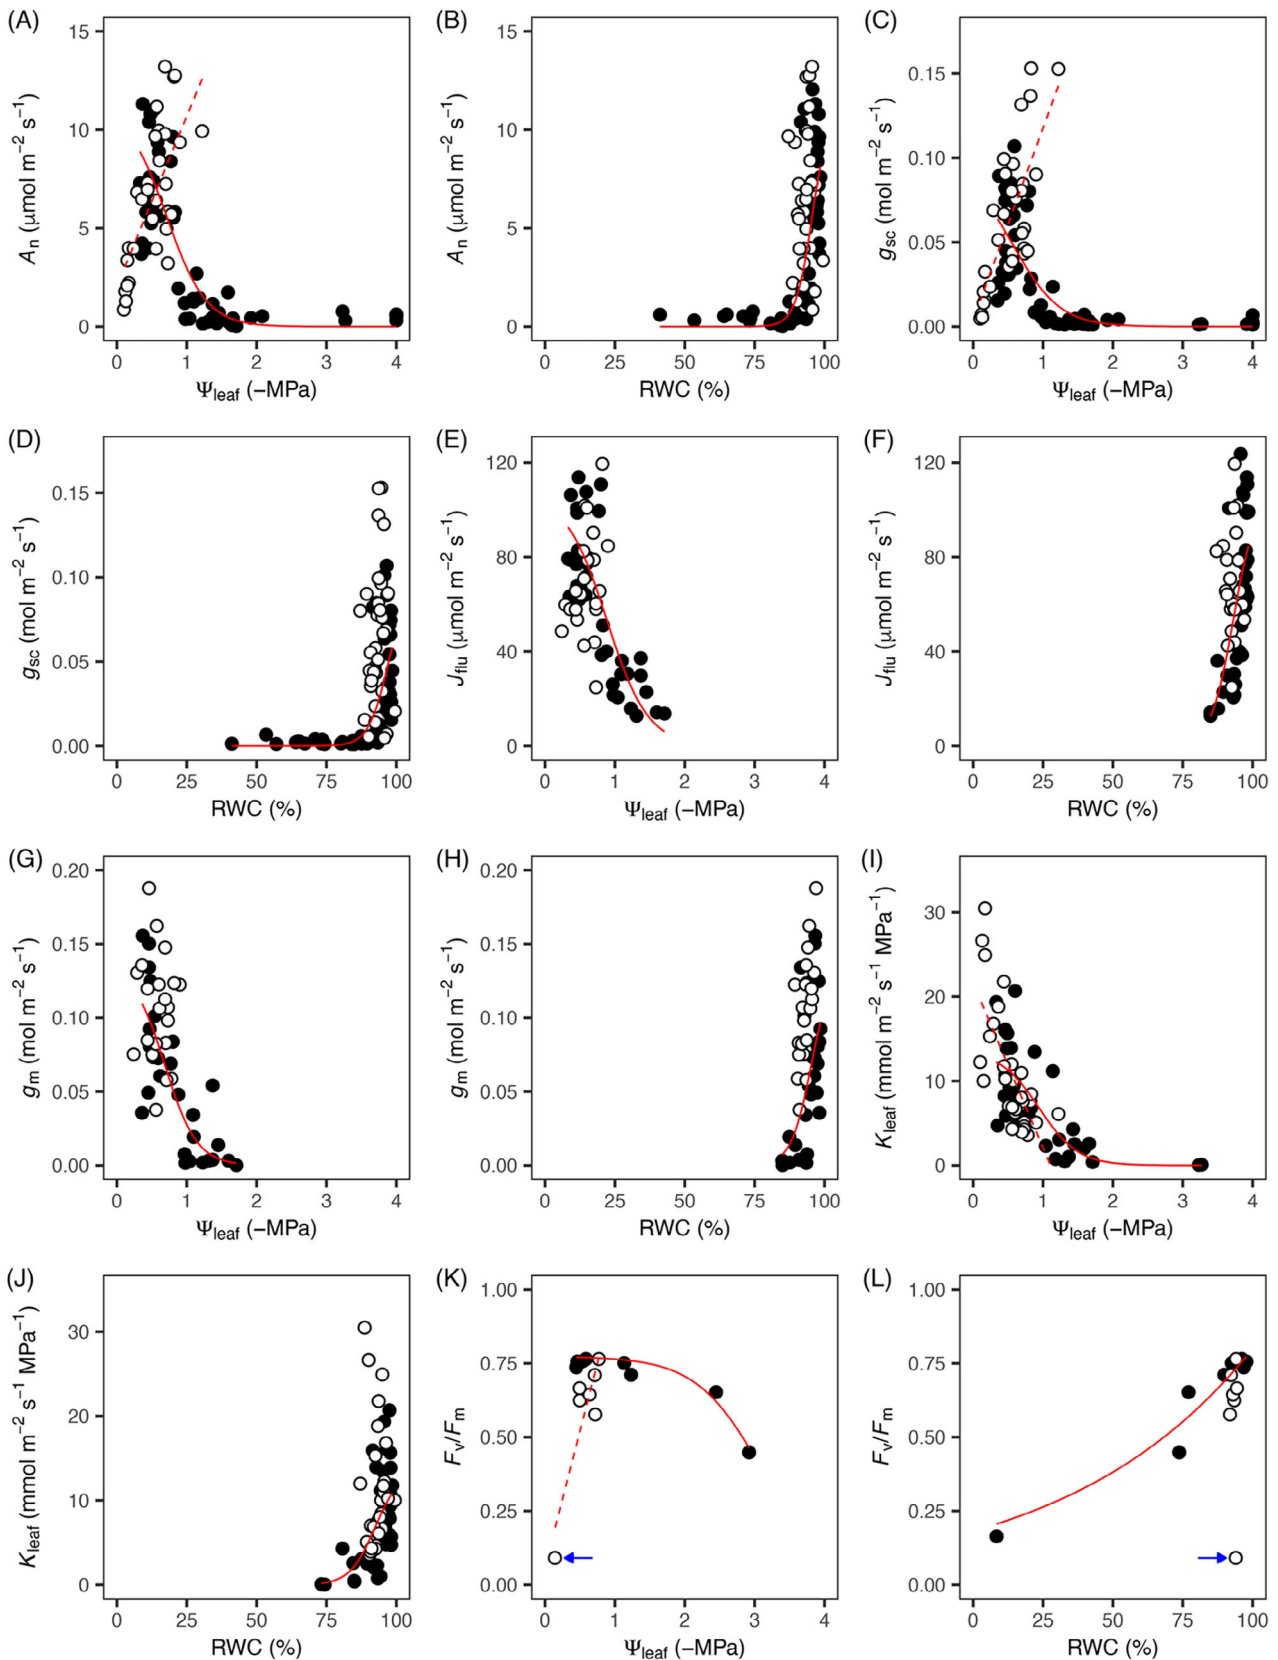 (A) (B) (C)
15 15 0.15
10 10 0.10
5 5 0.05
0 0 0.00
Aₙ (μmol m⁻² s⁻¹) Aₙ (μmol m⁻² s⁻¹) gsc (mol m⁻² s⁻¹)
0 1 2 3 4 0 25 50 75 100 0 1 2 3 4
Ψleaf (−MPa) RWC (%) Ψleaf (−MPa)
(D) (E) (F)
0.15 120 120
0.10 80 80
0.05 40 40
0.00 0 0
gsc (mol m⁻² s⁻¹) Jflu (μmol m⁻² s⁻¹) Jflu (μmol m⁻² s⁻¹)
0 25 50 75 100 0 1 2 3 4 0 25 50 75 100
RWC (%) Ψleaf (−MPa) RWC (%)
(G) (H) (I)
0.20 0.20 30
0.15 0.15 20
0.10 0.10 10
0.05 0.05 0
0.00 0.00
gm (mol m⁻² s⁻¹) gm (mol m⁻² s⁻¹) Kleaf (mmol m⁻² s⁻¹ MPa⁻¹)
0 1 2 3 4 0 25 50 75 100 0 1 2 3 4
Ψleaf (−MPa) RWC (%) Ψleaf (−MPa)
(J) (K) (L)
30 1.00 1.00
20 0.75 0.75
10 0.50 0.50
0 0.25 0.25
0.00 0.00
Kleaf (mmol m⁻² s⁻¹ MPa⁻¹) Fv/Fm Fv/Fm
0 25 50 75 100 0 1 2 3 4 0 25 50 75 100
RWC (%) Ψleaf (−MPa) RWC (%)